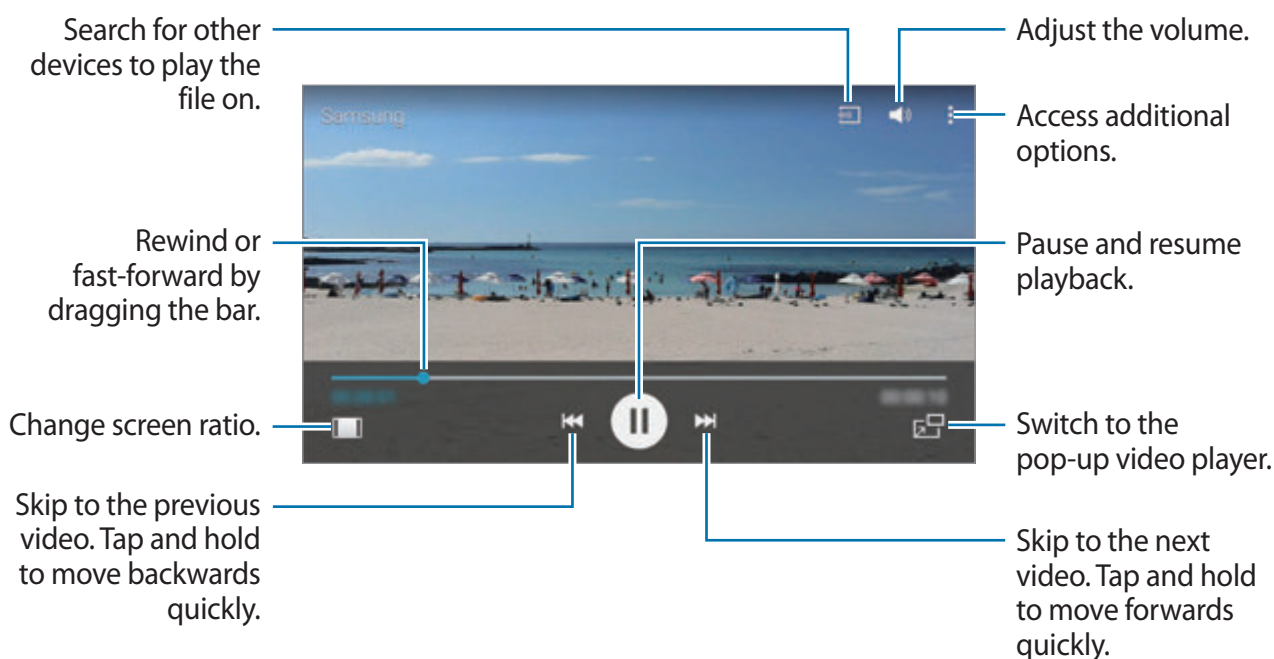 Search for other
devices to play the
file on.
Adjust the volume.
Samsung
Access additional
options.
Rewind or
fast-forward by
dragging the bar.
Pause and resume
playback.
Change screen ratio.
Switch to the
pop-up video player.
Skip to the previous
video. Tap and hold
to move backwards
quickly.
Skip to the next
video. Tap and hold
to move forwards
quickly.